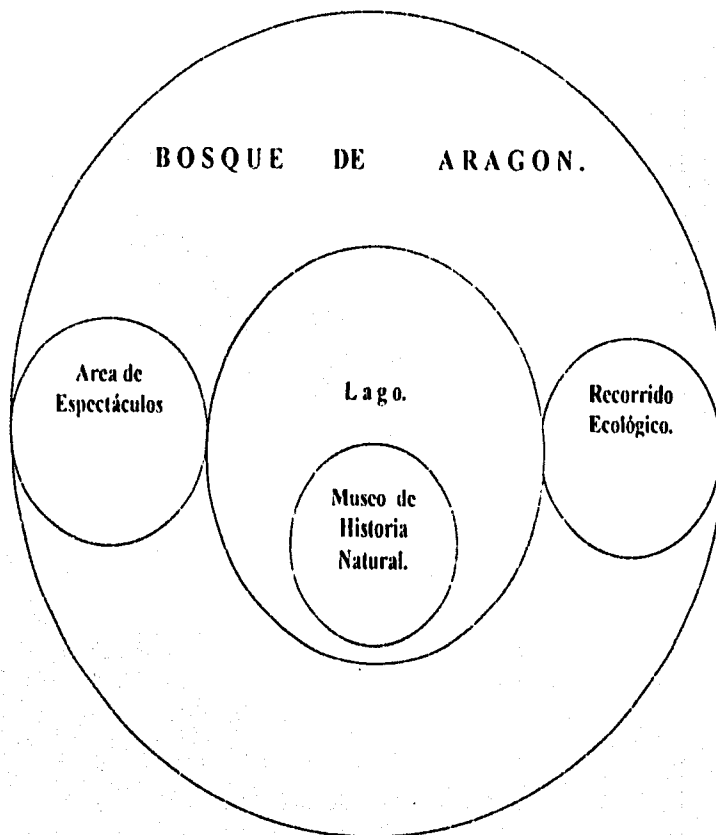 BOSQUE DE ARAGON.
Area de
Espectáculos
Lago.
Recorrido
Ecológico.
Museo de
Historia
Natural.